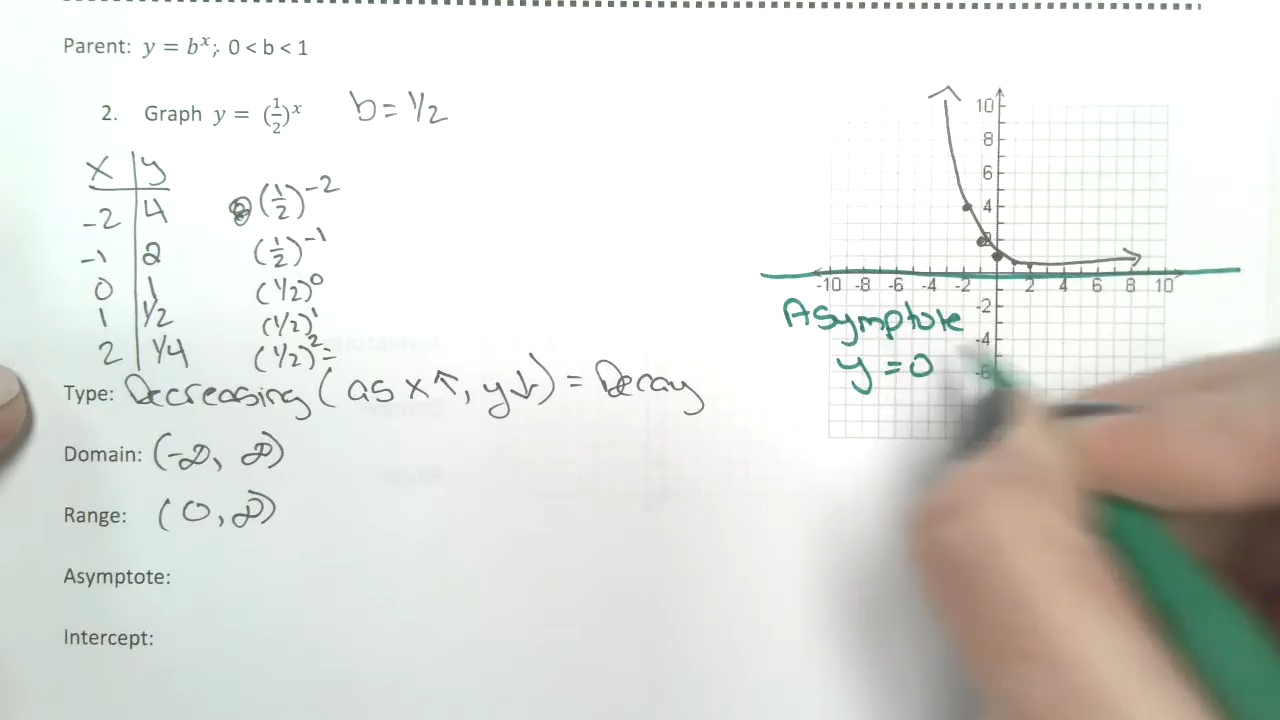 Parent: y = bˣ; 0 < b < 1
2. Graph y = (1/2)ˣ b = 1/2
x y
-2 4 (1/2)⁻²
-1 2 (1/2)⁻¹
0 1 (1/2)⁰
1 1/2 (1/2)¹
2 1/4 (1/2)² =
Type: Decreasing (as x↑, y↓) = Decay
Domain: (-∞, ∞)
Range: (0, ∞)
Asymptote:
Intercept:
10
8
6
4
2
-10 -8 -6 -4 -2 2 4 6 8 10
-2
-4
-6
Asymptote
y = 0